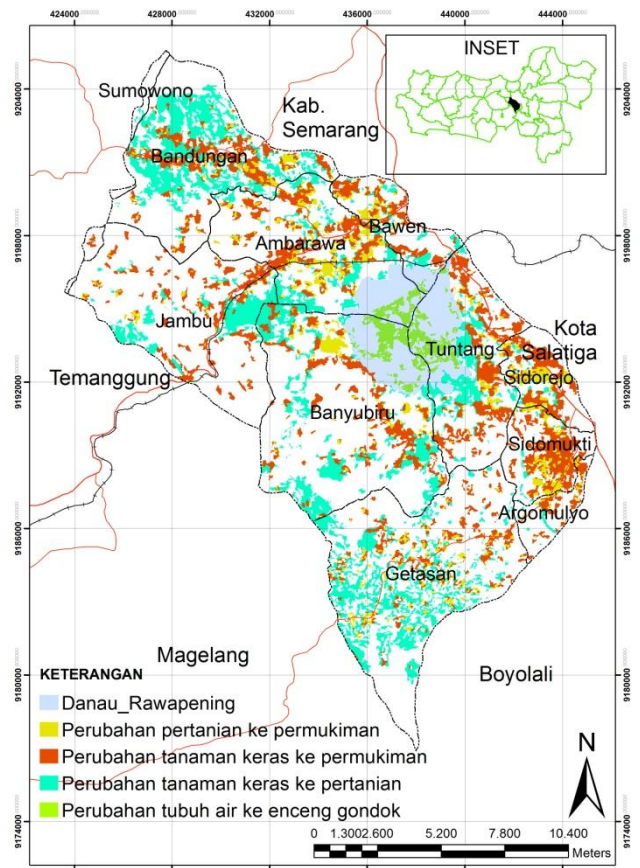 424000 428000 432000 436000 440000 444000
INSET
9204000
Sumowono
Kab.
Semarang
Bandungan
9198000
Bawen
Ambarawa
Jambu
Kota
Salatiga
Tuntang
Temanggung
Sidorejo
9192000
Banyubiru
Sidomukti
Argomulyo
9186000
Getasan
Magelang
Boyolali
9180000
KETERANGAN
Danau_Rawapening
Perubahan pertanian ke permukiman
Perubahan tanaman keras ke permukiman
Perubahan tanaman keras ke pertanian
Perubahan tubuh air ke enceng gondok
N
9174000
0 1.3002.600 5.200 7.800 10.400
Meters